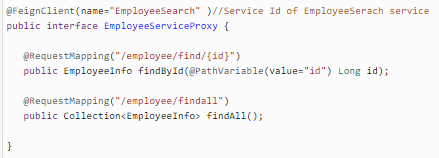 @FeignClient(name="EmployeeSearch" )//Service Id of EmployeeSerach service
public interface EmployeeServiceProxy {
@RequestMapping("/employee/find/{id}")
public EmployeeInfo findById(@PathVariable(value="id") Long id);
@RequestMapping("/employee/findall")
public Collection<EmployeeInfo> findAll();
}